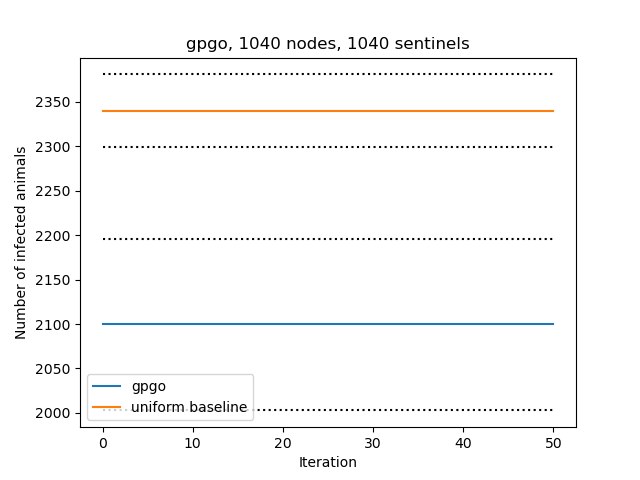 gpgo, 1040 nodes, 1040 sentinels
Number of infected animals
2350
2300
2250
2200
2150
2100
2050
2000
gpgo
uniform baseline
0 10 20 30 40 50
Iteration